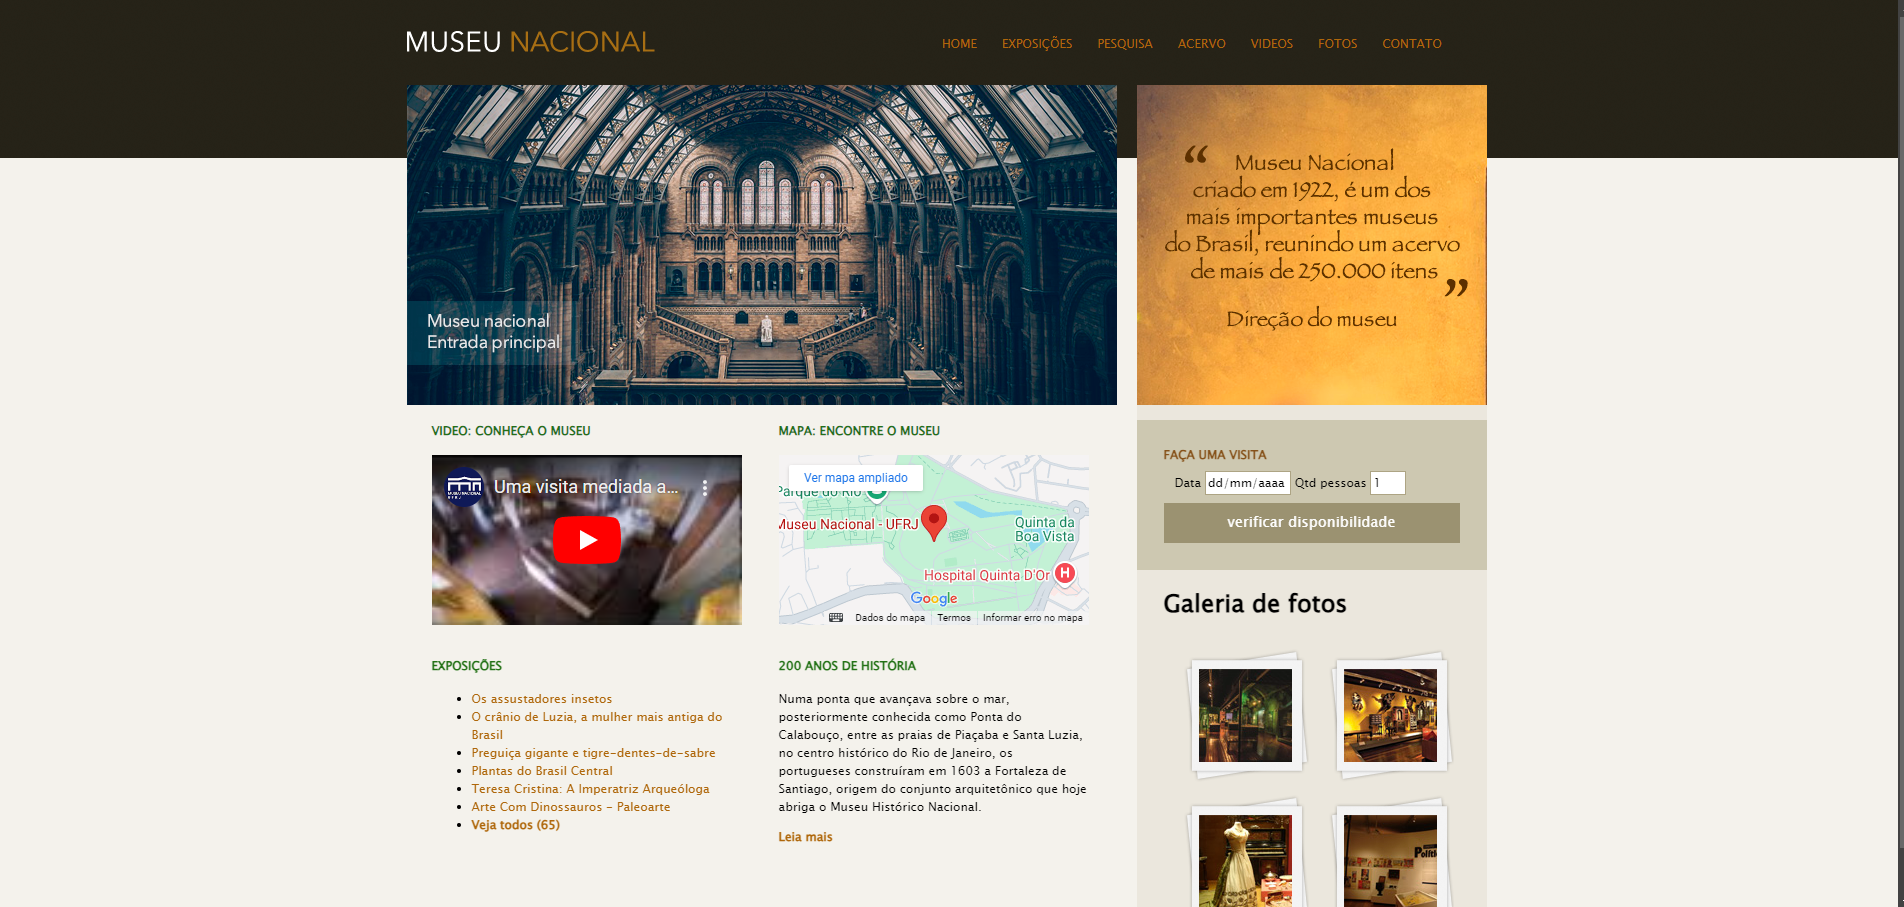 MUSEU NACIONAL
HOME EXPOSIÇÕES PESQUISA ACERVO VIDEOS FOTOS CONTATO
Museu nacional
Entrada principal
“ Museu Nacional
criado em 1922, é um dos
mais importantes museus
do Brasil, reunindo um acervo
de mais de 250.000 itens ”
Direção do museu
VIDEO: CONHEÇA O MUSEU
MUSEU NACIONAL
UFRJ
Uma visita mediada a...
MAPA: ENCONTRE O MUSEU
Ver mapa ampliado
Parque do Rio
Museu Nacional - UFRJ
Quinta da
Boa Vista
Hospital Quinta D'Or H
Google
Dados do mapa Termos Informar erro no mapa
FAÇA UMA VISITA
Data dd/mm/aaaa Qtd pessoas 1
verificar disponibilidade
EXPOSIÇÕES
• Os assustadores insetos
• O crânio de Luzia, a mulher mais antiga do
Brasil
• Preguiça gigante e tigre-dentes-de-sabre
• Plantas do Brasil Central
• Teresa Cristina: A Imperatriz Arqueóloga
• Arte Com Dinossauros - Paleoarte
• Veja todos (65)
200 ANOS DE HISTÓRIA
Numa ponta que avançava sobre o mar,
posteriormente conhecida como Ponta do
Calabouço, entre as praias de Piaçaba e Santa Luzia,
no centro histórico do Rio de Janeiro, os
portugueses construíram em 1603 a Fortaleza de
Santiago, origem do conjunto arquitetônico que hoje
abriga o Museu Histórico Nacional.
Leia mais
Galeria de fotos